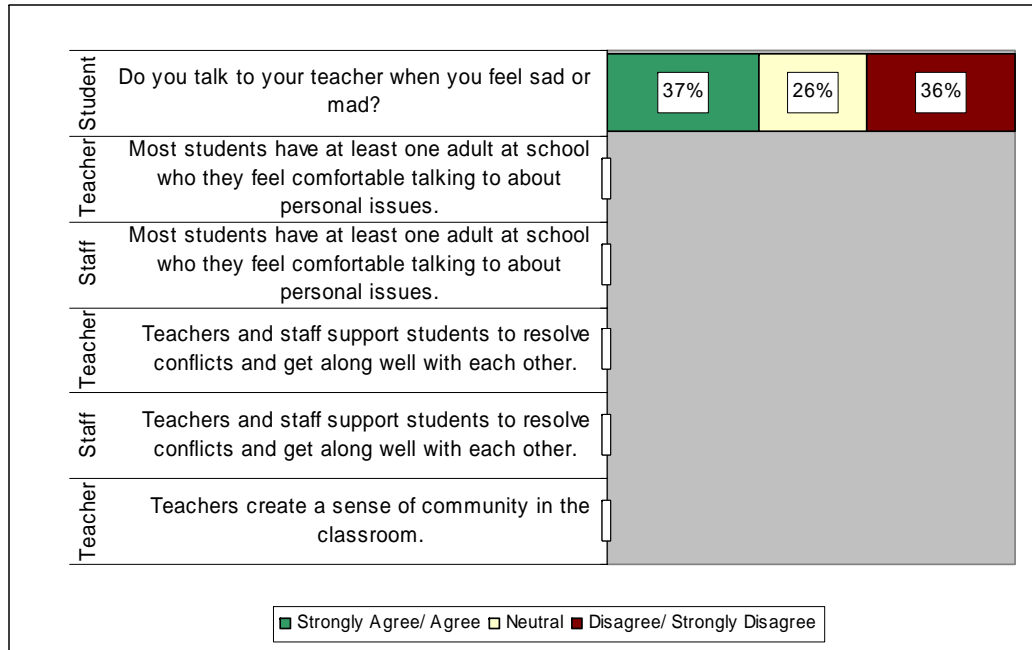 Student
Do you talk to your teacher when you feel sad or
mad?
37%
26%
36%
Teacher
Most students have at least one adult at school
who they feel comfortable talking to about
personal issues.
Staff
Most students have at least one adult at school
who they feel comfortable talking to about
personal issues.
Teacher
Teachers and staff support students to resolve
conflicts and get along well with each other.
Staff
Teachers and staff support students to resolve
conflicts and get along well with each other.
Teacher
Teachers create a sense of community in the
classroom.
Strongly Agree/ Agree Neutral Disagree/ Strongly Disagree